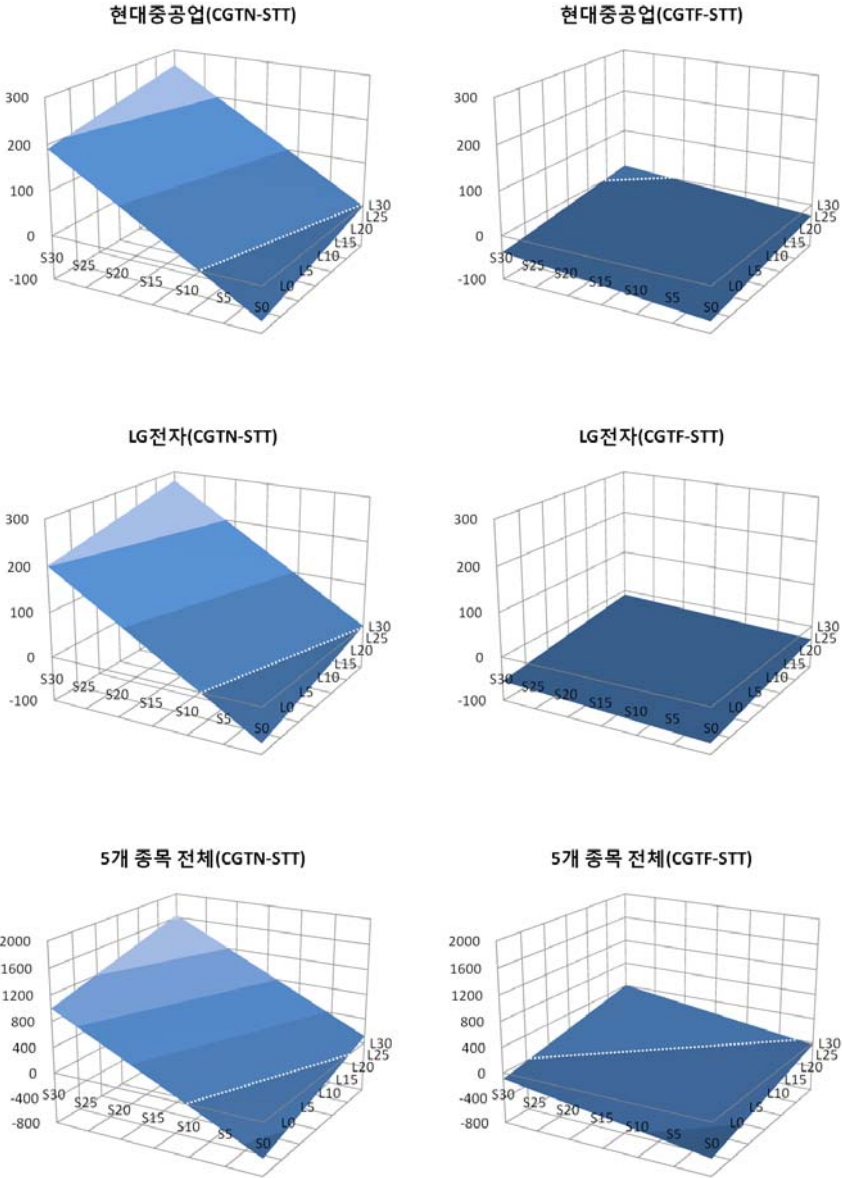 현대중공업(CGTN-STT)
300
200
100
0
-100
S30
S25
S20
S15
S10
S5
S0
L0
L5
L10
L15
L20
L25
L30
현대중공업(CGTF-STT)
300
200
100
0
-100
S30
S25
S20
S15
S10
S5
S0
L0
L5
L10
L15
L20
L25
L30
LG전자(CGTN-STT)
300
200
100
0
-100
S30
S25
S20
S15
S10
S5
S0
L0
L5
L10
L15
L20
L25
L30
LG전자(CGTF-STT)
300
200
100
0
-100
S30
S25
S20
S15
S10
S5
S0
L0
L5
L10
L15
L20
L25
L30
5개 종목 전체(CGTN-STT)
2000
1600
1200
800
400
0
-400
-800
S30
S25
S20
S15
S10
S5
S0
L0
L5
L10
L15
L20
L25
L30
5개 종목 전체(CGTF-STT)
2000
1600
1200
800
400
0
-400
-800
S30
S25
S20
S15
S10
S5
S0
L0
L5
L10
L15
L20
L25
L30